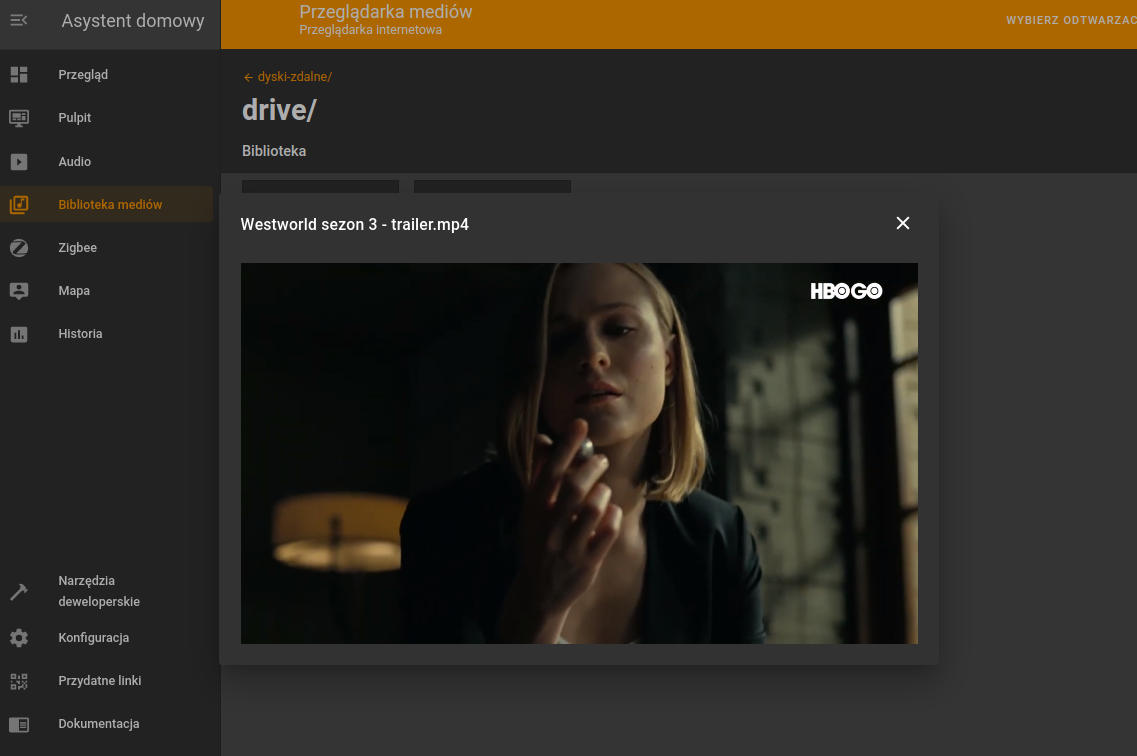 Asystent domowy
Przeglądarka mediów
Przeglądarka internetowa
WYBIERZ ODTWARZAC
Przegląd
Pulpit
Audio
Biblioteka mediów
Zigbee
Mapa
Historia
Narzędzia
deweloperskie
Konfiguracja
Przydatne linki
Dokumentacja
dyski-zdalne/
drive/
Biblioteka
Westworld sezon 3 - trailer.mp4
HBO GO